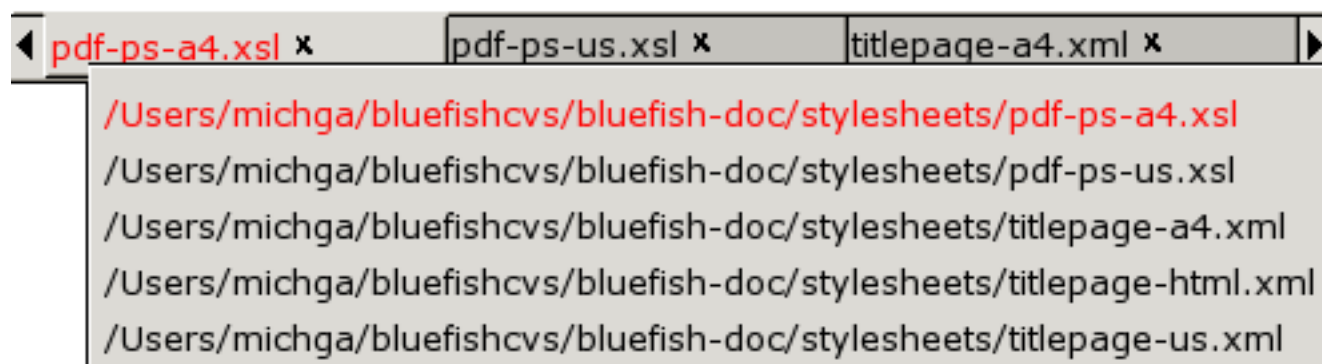 pdf-ps-a4.xsl x pdf-ps-us.xsl x titlepage-a4.xml x
/Users/michga/bluefishcvs/bluefish-doc/stylesheets/pdf-ps-a4.xsl
/Users/michga/bluefishcvs/bluefish-doc/stylesheets/pdf-ps-us.xsl
/Users/michga/bluefishcvs/bluefish-doc/stylesheets/titlepage-a4.xml
/Users/michga/bluefishcvs/bluefish-doc/stylesheets/titlepage-html.xml
/Users/michga/bluefishcvs/bluefish-doc/stylesheets/titlepage-us.xml